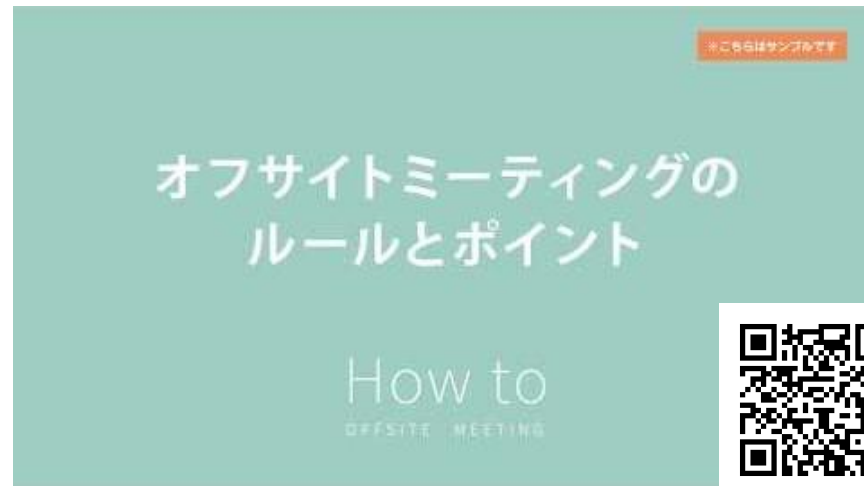 ※こちらはサンプルです
オフサイトミーティングの
ルールとポイント
How to
OFFSITE MEETING